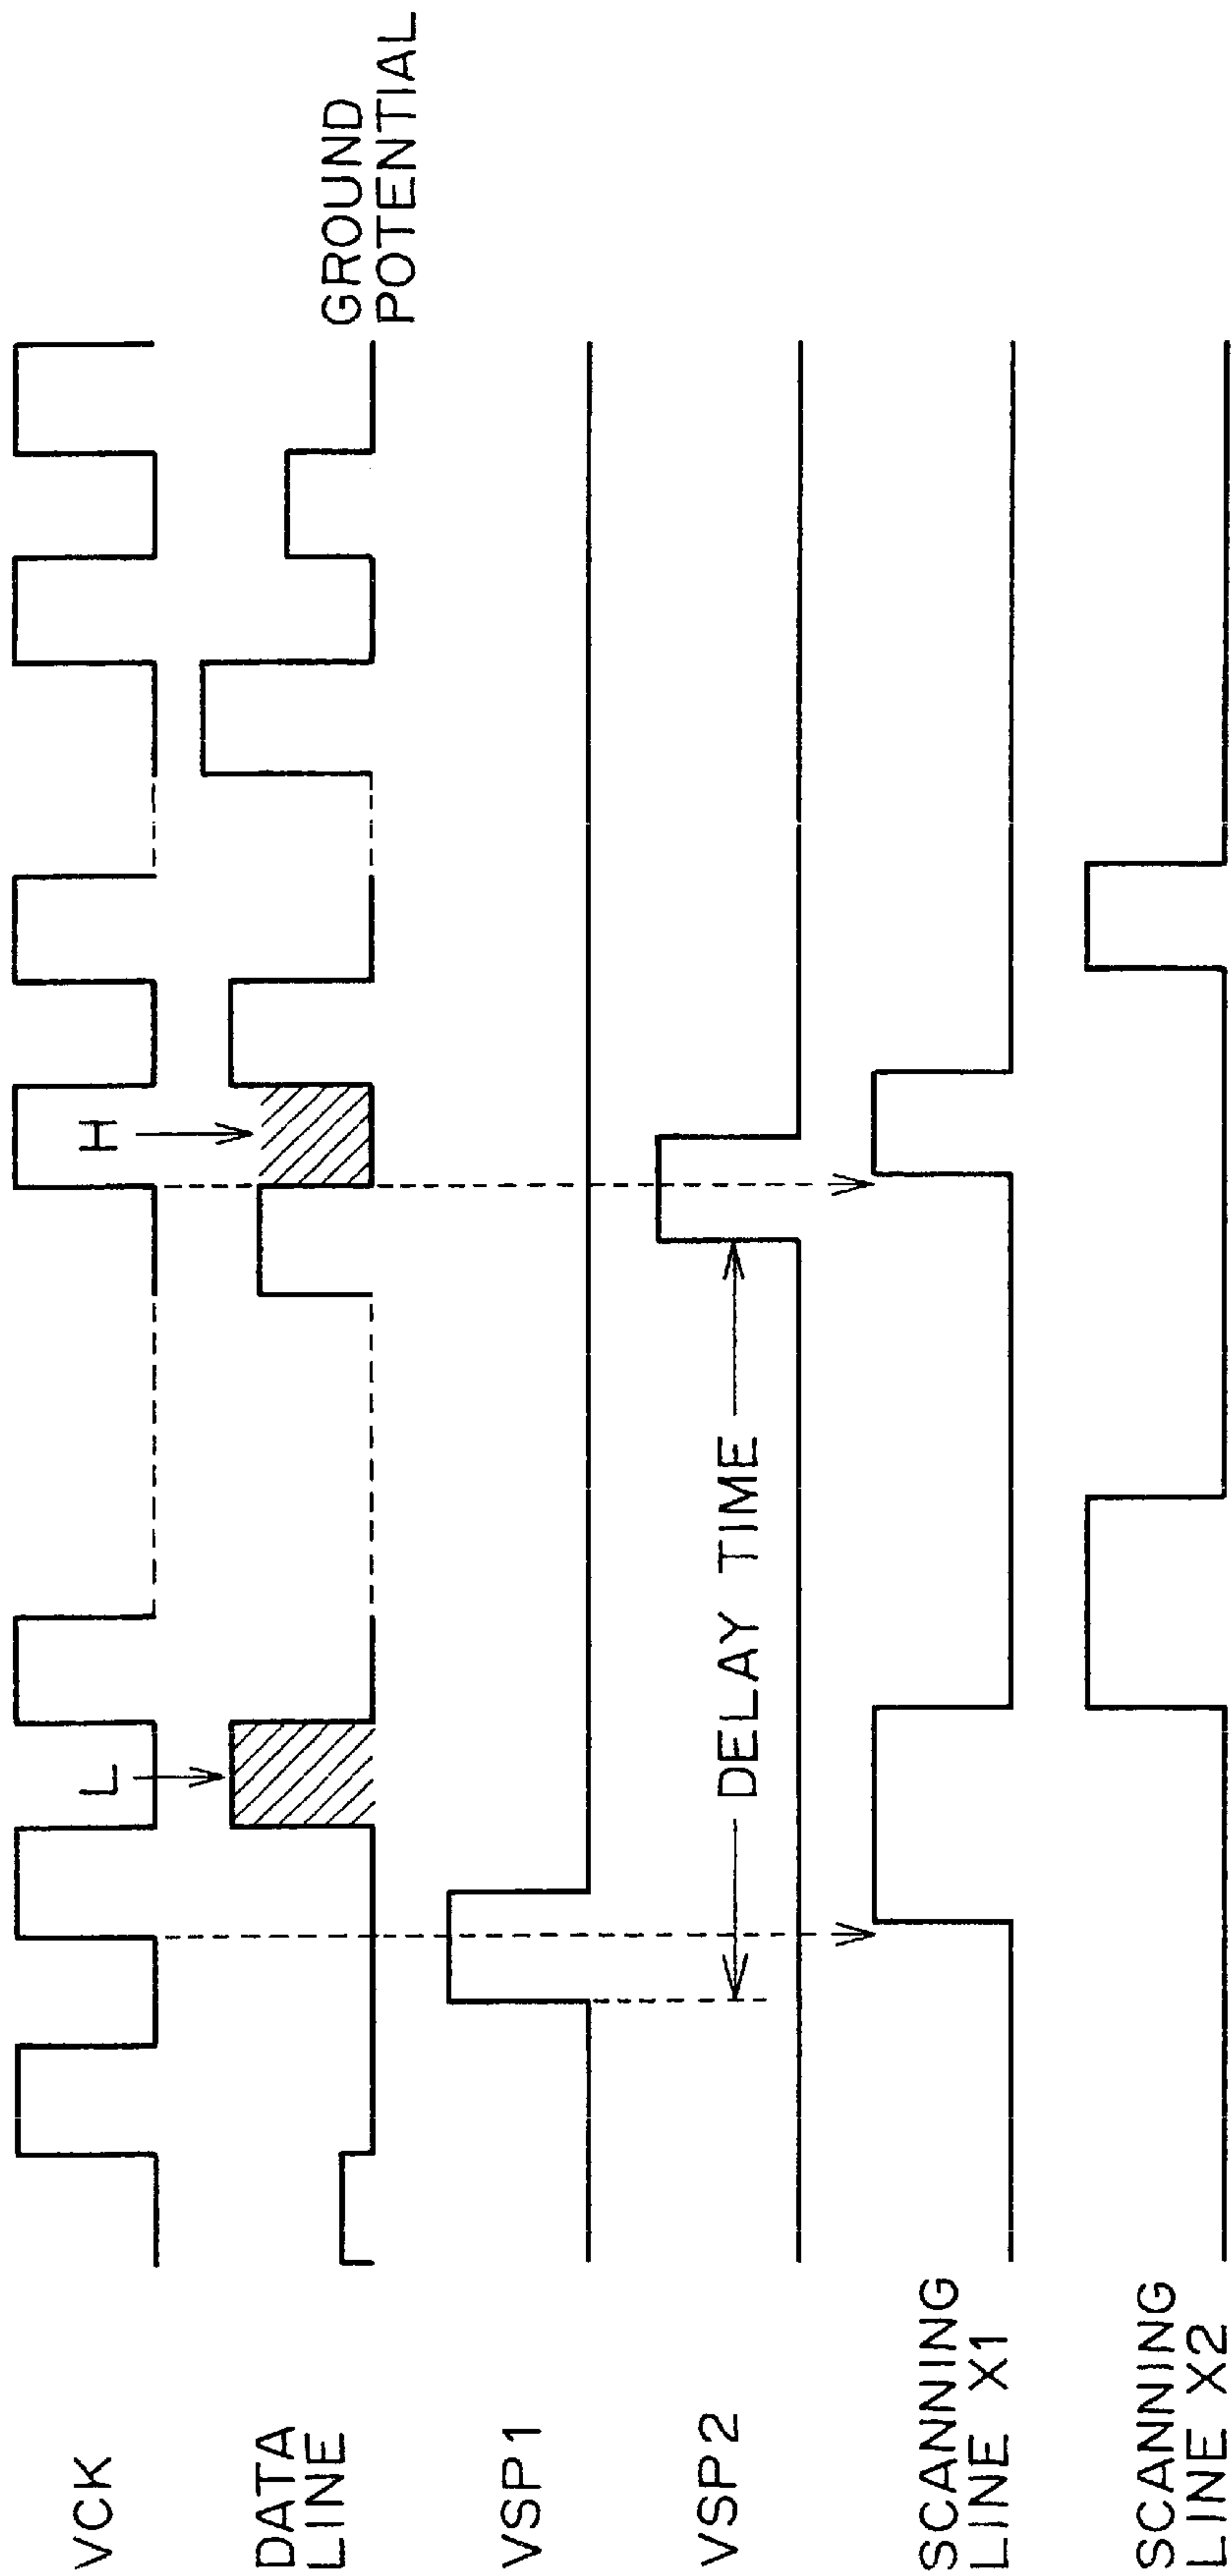 VCK
DATA
LINE
VSP1
VSP2
SCANNING
LINE X1
SCANNING
LINE X2
L
H
DELAY TIME
GROUND
POTENTIAL